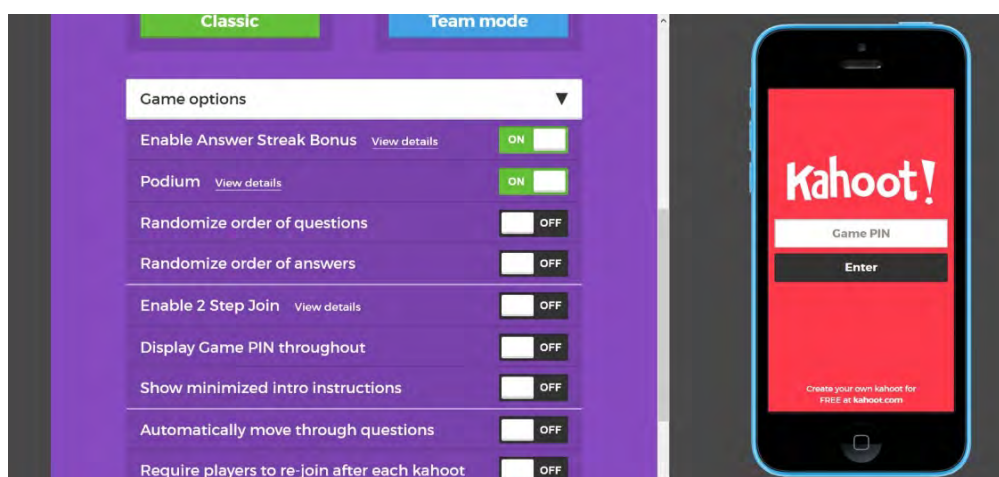 Classic
Team mode
Game options
Enable Answer Streak Bonus View details ON
Podium View details ON
Randomize order of questions OFF
Randomize order of answers OFF
Enable 2 Step Join View details OFF
Display Game PIN throughout OFF
Show minimized intro instructions OFF
Automatically move through questions OFF
Require players to re-join after each kahoot OFF
Kahoot!
Game PIN
Enter
Create your own kahoot for
FREE at kahoot.com